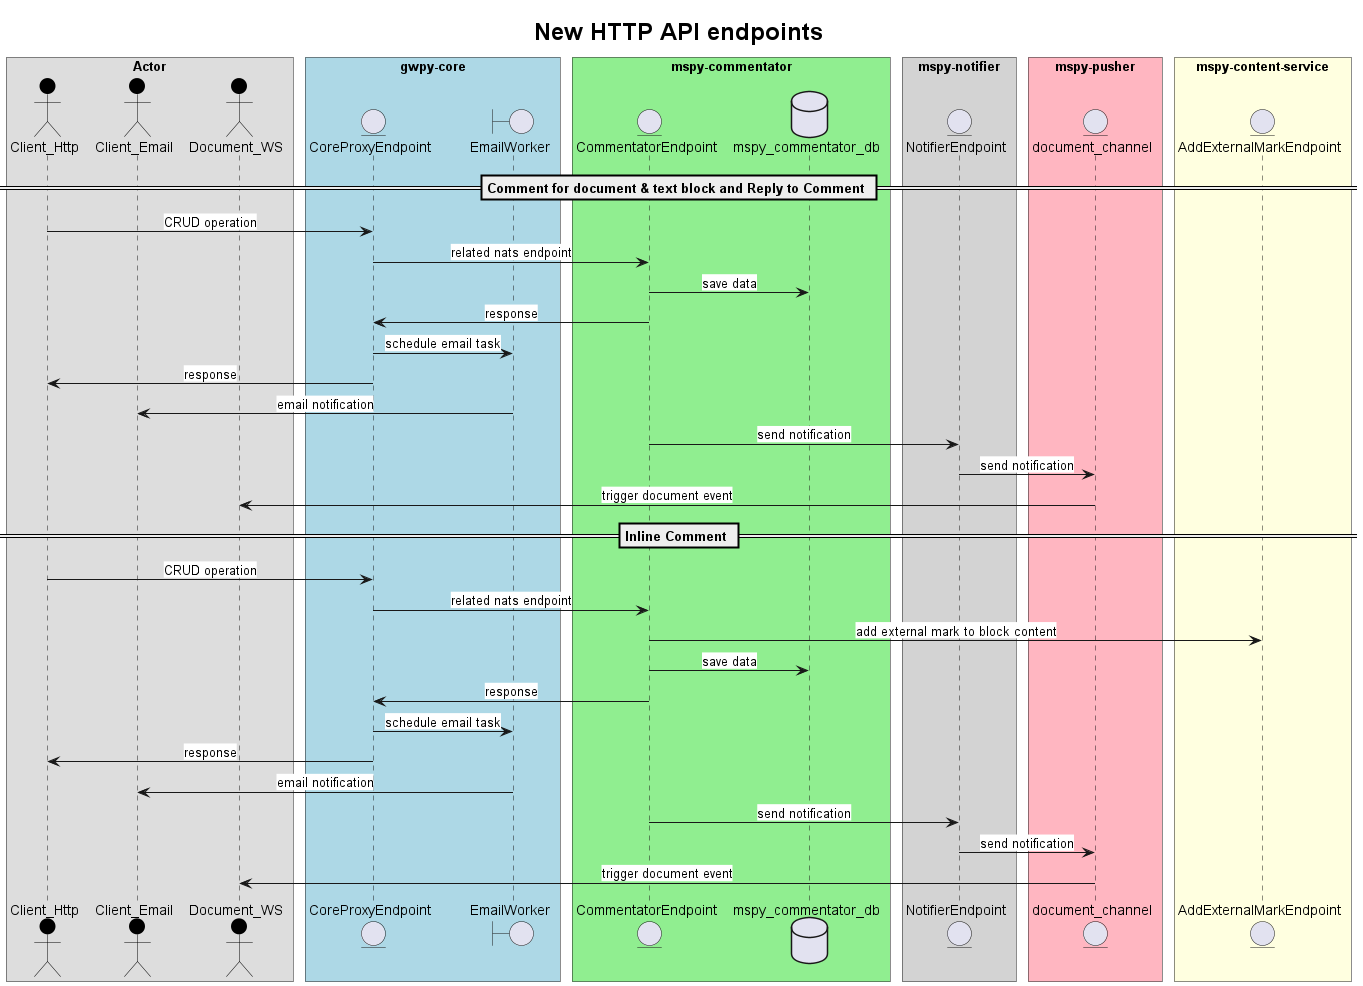 New HTTP API endpoints
Actor
gwpy-core
mspy-commentator
mspy-notifier
mspy-pusher
mspy-content-service
Client_Http
Client_Email
Document_WS
CoreProxyEndpoint
EmailWorker
CommentatorEndpoint
mspy_commentator_db
NotifierEndpoint
document_channel
AddExternalMarkEndpoint
Comment for document & text block and Reply to Comment
CRUD operation
related nats endpoint
save data
response
schedule email task
response
email notification
send notification
send notification
trigger document event
Inline Comment
CRUD operation
related nats endpoint
add external mark to block content
save data
response
schedule email task
response
email notification
send notification
send notification
trigger document event
Client_Http
Client_Email
Document_WS
CoreProxyEndpoint
EmailWorker
CommentatorEndpoint
mspy_commentator_db
NotifierEndpoint
document_channel
AddExternalMarkEndpoint